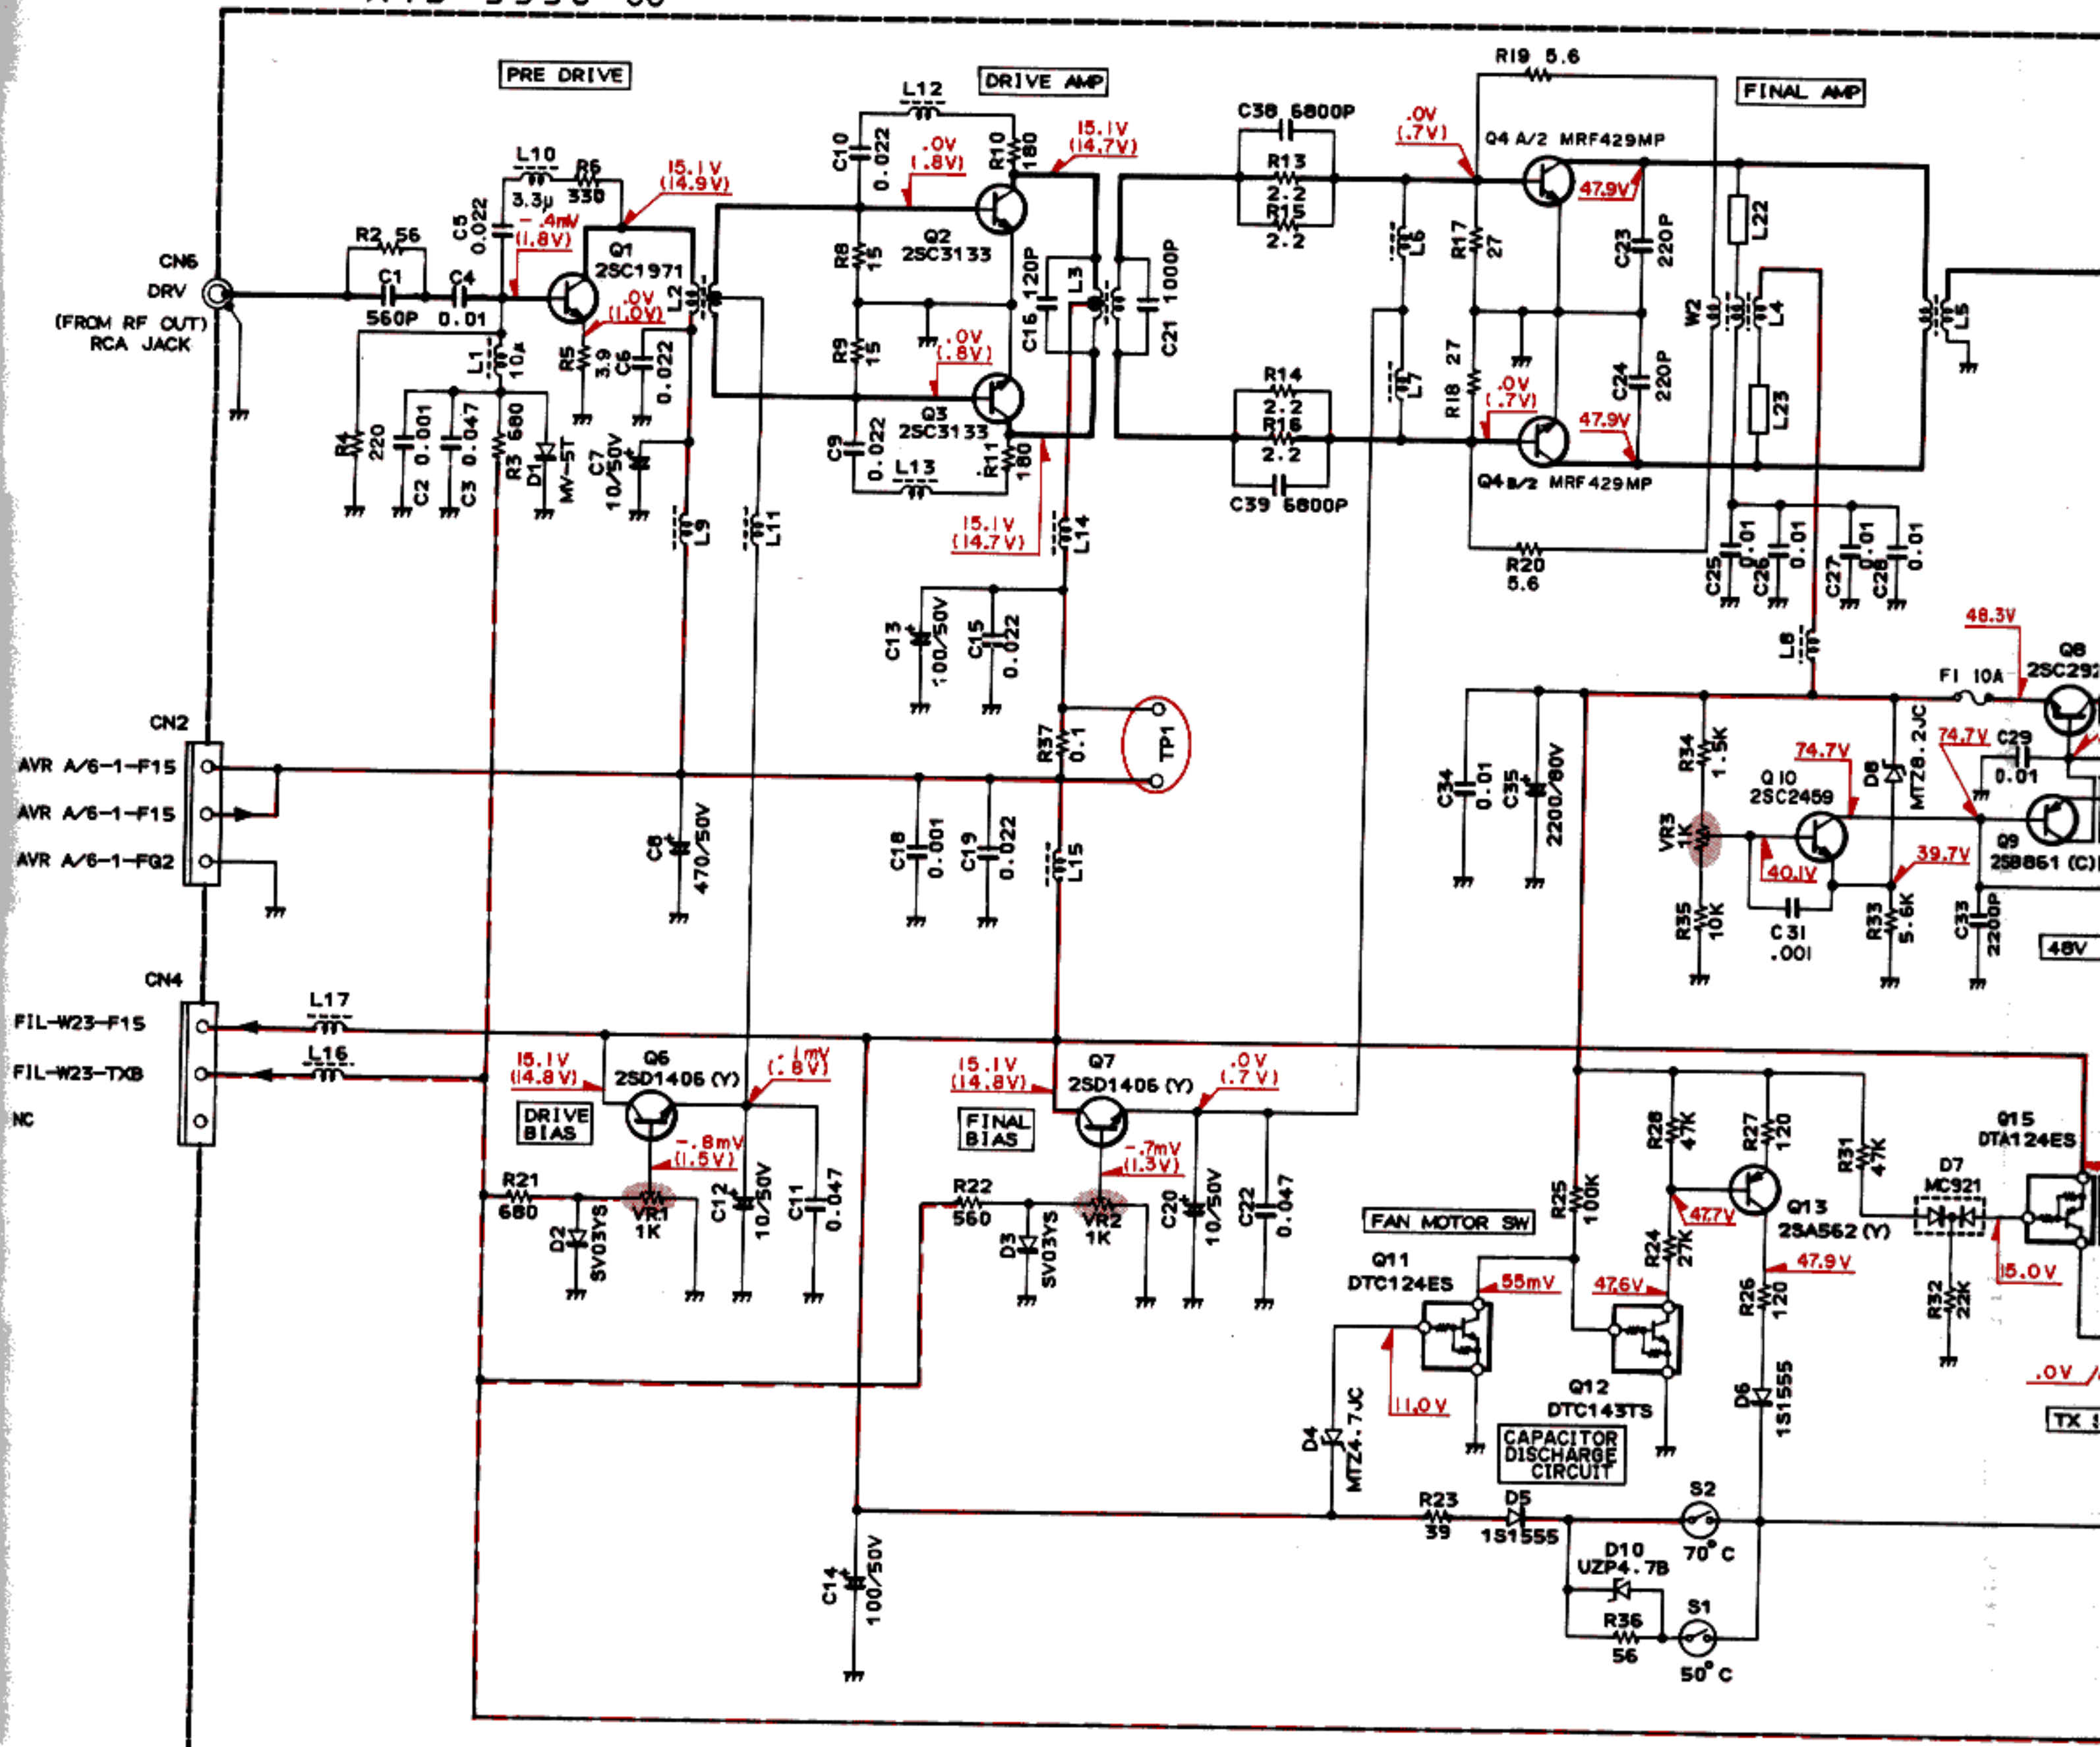 PRE DRIVE
DRIVE AMP
FINAL AMP
R19 5.6
L12
C10
0.022
R10
180
15.1V
(14.7V)
.0V
(.8V)
C38 6800P
R13
2.2
R15
2.2
.0V
(.7V)
Q4 A/2 MRF429MP
47.9V
L10
3.3μ
R6
330
15.1V
(14.9V)
C5
0.022
-.4mV
(1.8V)
R2 56
C1
560P
C4
0.01
Q1
2SC1971
.0V
(1.0V)
L2
CN6
DRV
(FROM RF OUT)
RCA JACK
Q2
2SC3133
R8
15
R9
15
.0V
(.8V)
C16 120P
L3
C21 1000P
L6
L7
R17
27
R18 27
C23
220P
C24
220P
L22
W2
L4
L23
L5
L1
10μ
R5
3.9
C6
0.022
R4
220
C2 0.001
C3 0.047
R3 680
D1
MV-5T
C7
10/50V
Q3
2SC3133
C9
0.022
L13
R11
180
15.1V
(14.7V)
R14
2.2
R16
2.2
C39 6800P
.0V
(.7V)
47.9V
Q4 B/2 MRF429MP
R20
5.6
L9
L11
L14
C25
0.01
C26
0.01
C27
0.01
C28
0.01
C13
100/50V
C15
0.022
L8
48.3V
F1 10A
Q8
CN2
AVR A/6-1-F15
AVR A/6-1-F15
AVR A/6-1-FG2
R37
0.1
TP1
C8
470/50V
C18
0.001
C19
0.022
L15
C34
0.01
C35
2200/80V
R34
1.5K
VR3
1K
R35
10K
Q10
2SC2459
74.7V
40.1V
C31
.001
D8
MTZ8.2JC
74.7V
C29
0.01
39.7V
Q9
2SB861 (C)
R33
5.6K
C33
2200P
48V
CN4
FIL-W23-F15
FIL-W23-TXB
NC
L17
L16
15.1V
(14.8V)
Q6
2SD1406 (Y)
.1mV
(.8V)
DRIVE
BIAS
-.8mV
(1.5V)
R21
680
D2
SV03YS
VR1
1K
C12
10/50V
C11
0.047
15.1V
(14.8V)
Q7
2SD1406 (Y)
.0V
(.7V)
FINAL
BIAS
-.7mV
(1.3V)
R22
560
D3
SV03YS
VR2
1K
C20
10/50V
C22
0.047
R25
100K
R28
47K
R27
120
R31
47K
Q15
DTA124ES
D7
MC921
Q13
2SA562 (Y)
47.7V
R24
27K
47.9V
R26
120
R32
22K
15.0V
.0V
FAN MOTOR SW
Q11
DTC124ES
55mV
47.6V
11.0V
Q12
DTC143TS
CAPACITOR
DISCHARGE
CIRCUIT
D4
MTZ4.7JC
D6
1S1555
R23
39
D5
1S1555
S2
70°C
D10
UZP4.7B
R36
56
S1
50°C
C14
100/50V